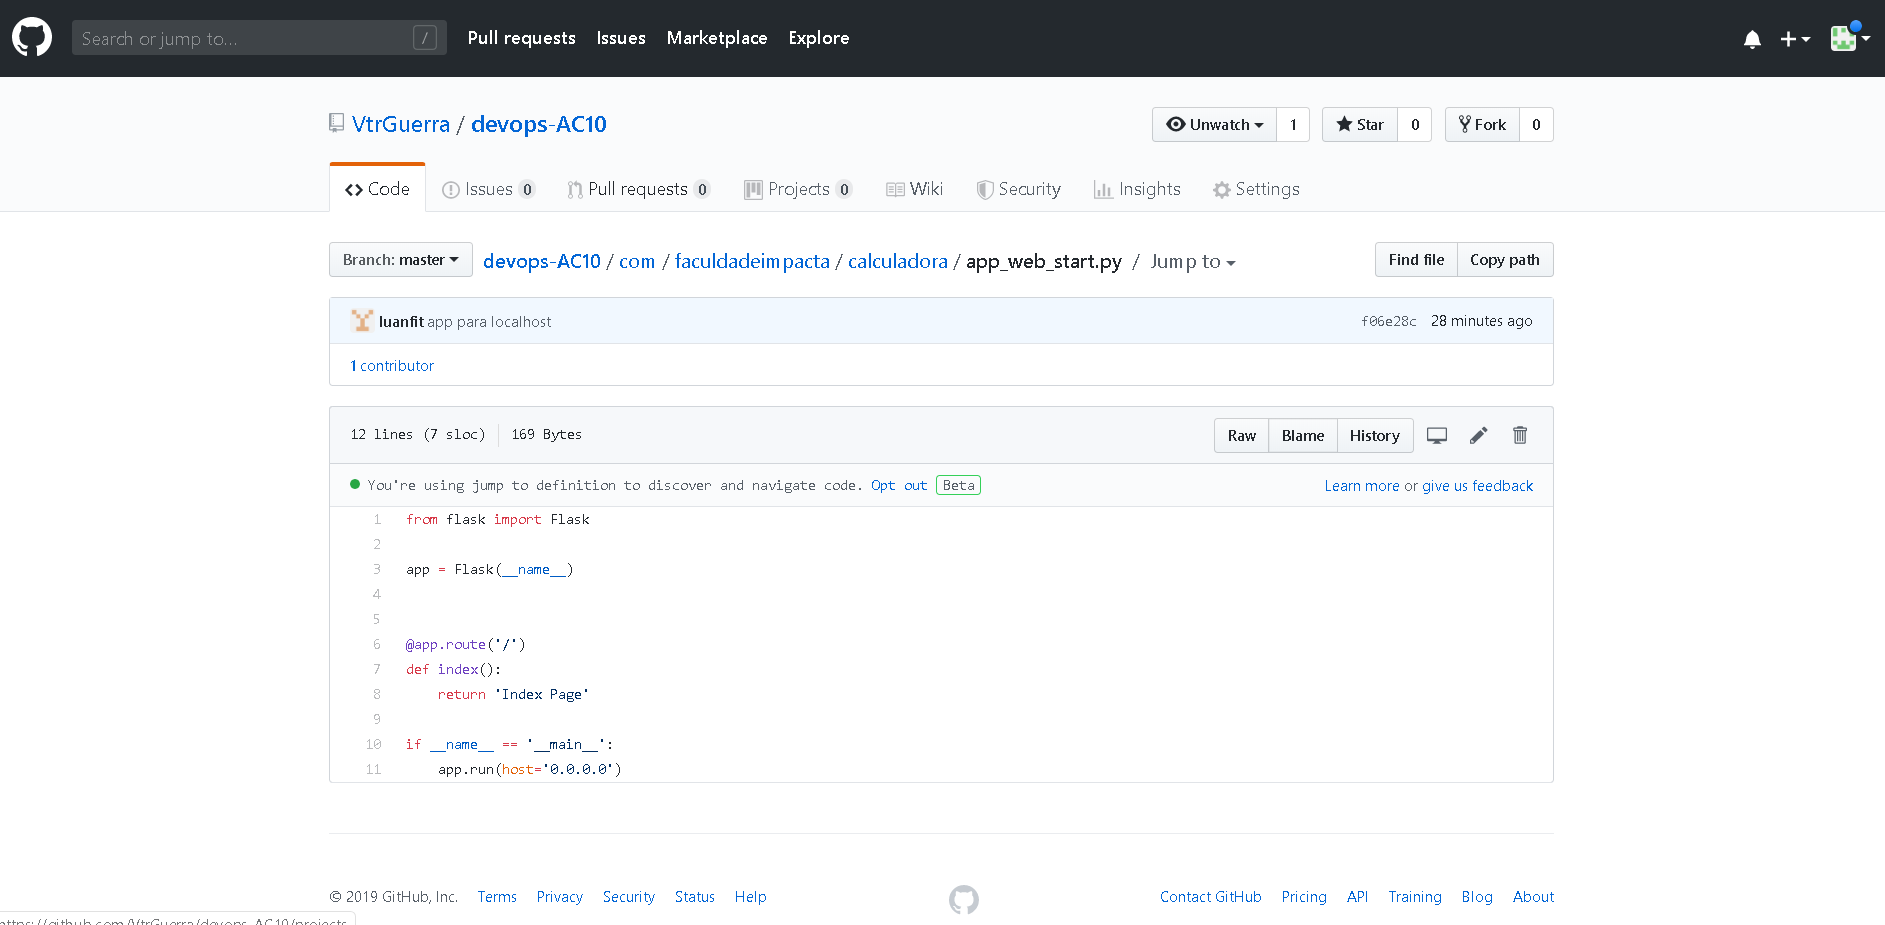 Search or jump to... /
Pull requests Issues Marketplace Explore
VtrGuerra / devops-AC10
Unwatch 1 Star 0 Fork 0
Code Issues 0 Pull requests 0 Projects 0 Wiki Security Insights Settings
Branch: master devops-AC10 / com / faculdadeimpacta / calculadora / app_web_start.py / Jump to
Find file Copy path
luanfit app para localhost f06e28c 28 minutes ago
1 contributor
12 lines (7 sloc) 169 Bytes Raw Blame History
You're using jump to definition to discover and navigate code. Opt out Beta Learn more or give us feedback
1 from flask import Flask
2
3 app = Flask(__name__)
4
5
6 @app.route('/')
7 def index():
8     return 'Index Page'
9
10 if __name__ == '__main__':
11     app.run(host='0.0.0.0')
© 2019 GitHub, Inc. Terms Privacy Security Status Help Contact GitHub Pricing API Training Blog About
https://github.com/VtrGuerra/devops-AC10/projects